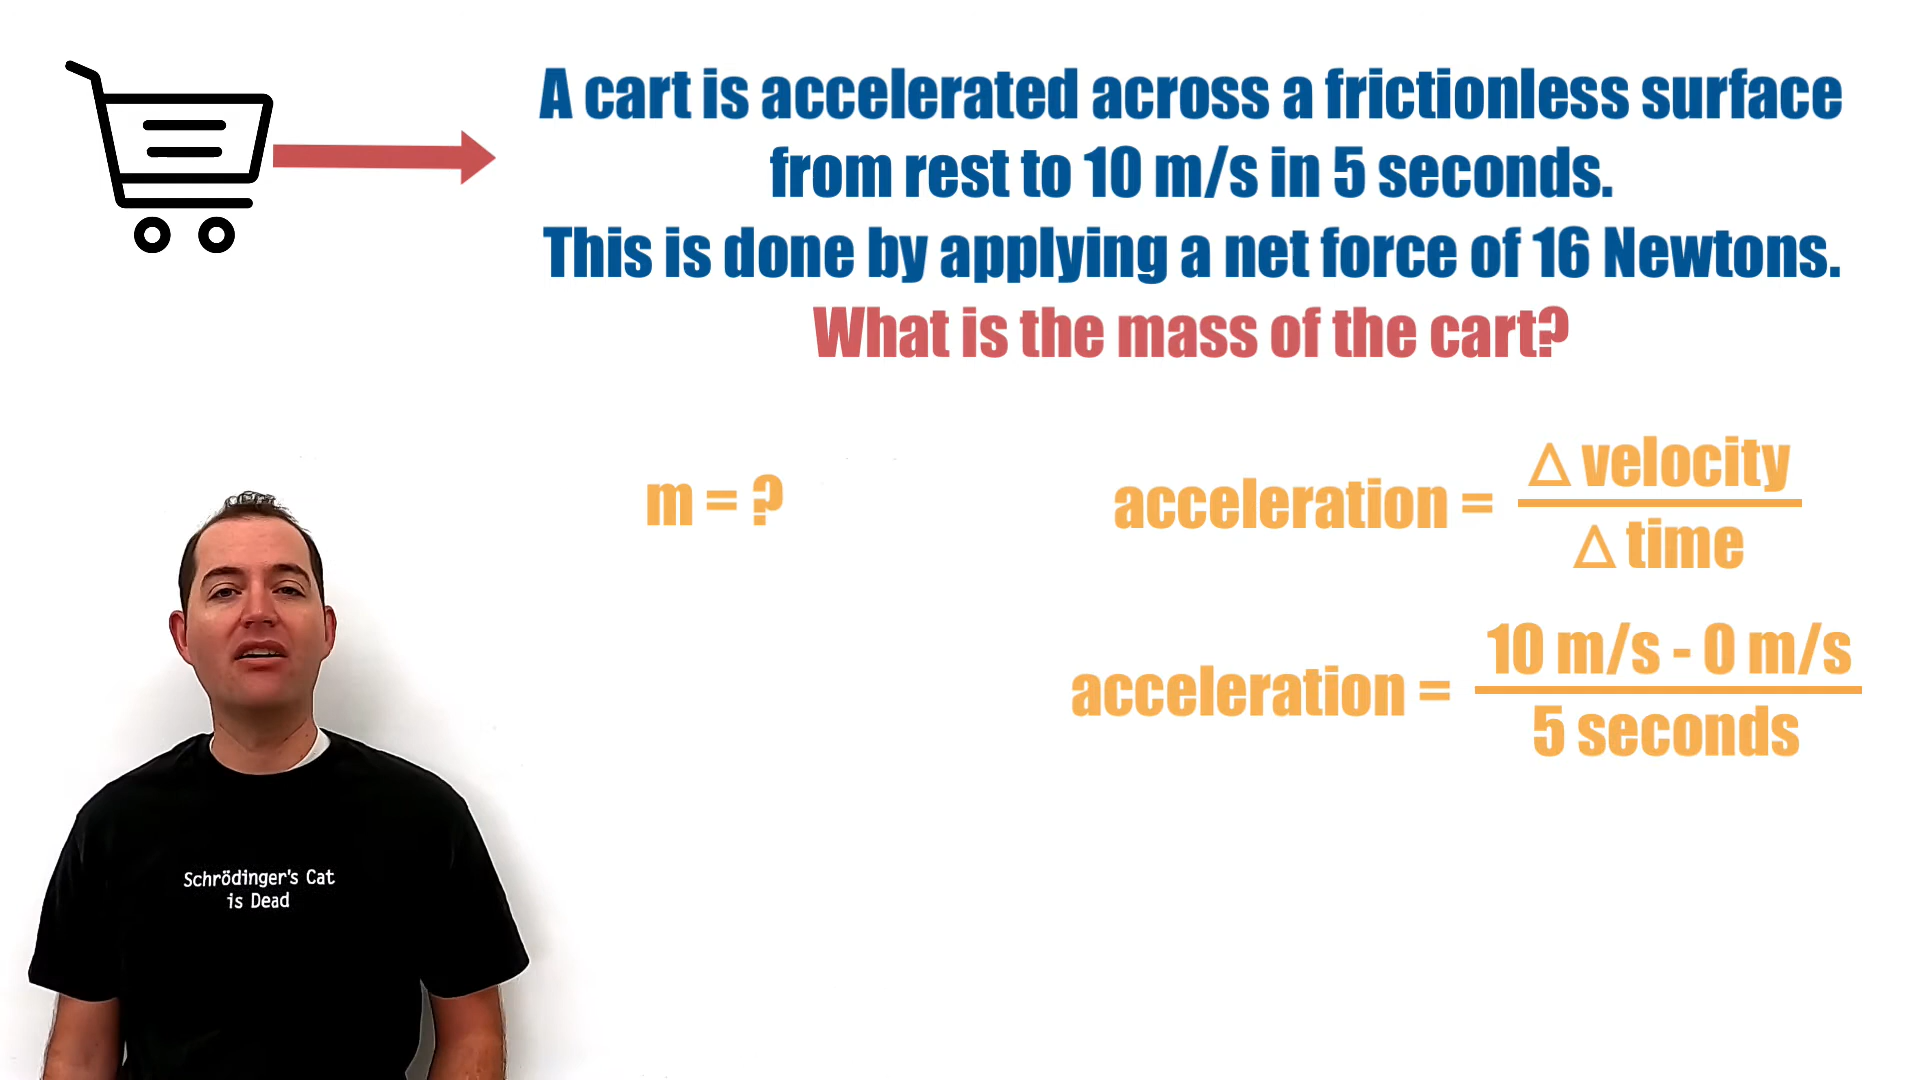 A cart is accelerated across a frictionless surface
from rest to 10 m/s in 5 seconds.
This is done by applying a net force of 16 Newtons.
What is the mass of the cart?
m = ?
acceleration = Δ velocity
Δ time
acceleration = 10 m/s - 0 m/s
5 seconds
Schrödinger's Cat
is Dead